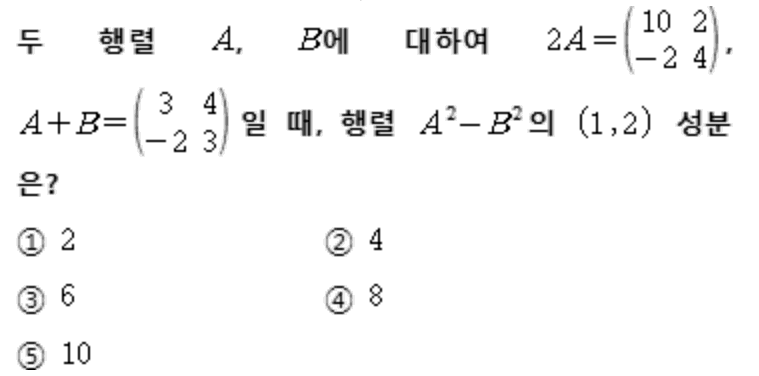 두 행렬 A, B에 대하여 2A=(10 2
-2 4),
A+B=(3 4
-2 3)일 때, 행렬 A²-B²의 (1,2) 성분
은?
① 2 ② 4
③ 6 ④ 8
⑤ 10